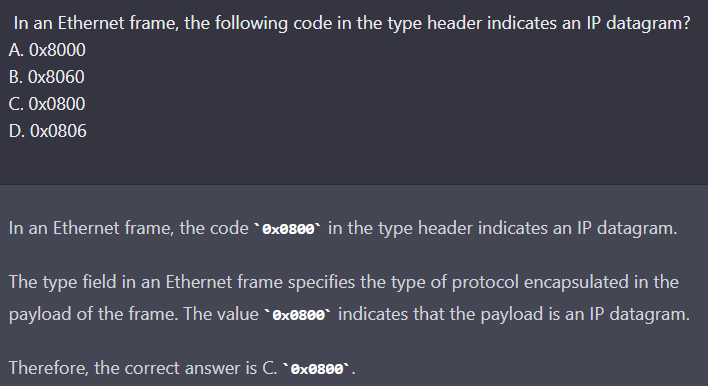 In an Ethernet frame, the following code in the type header indicates an IP datagram?
A. 0x8000
B. 0x8060
C. 0x0800
D. 0x0806
In an Ethernet frame, the code `0x0800` in the type header indicates an IP datagram.
The type field in an Ethernet frame specifies the type of protocol encapsulated in the
payload of the frame. The value `0x0800` indicates that the payload is an IP datagram.
Therefore, the correct answer is C. `0x0800`.